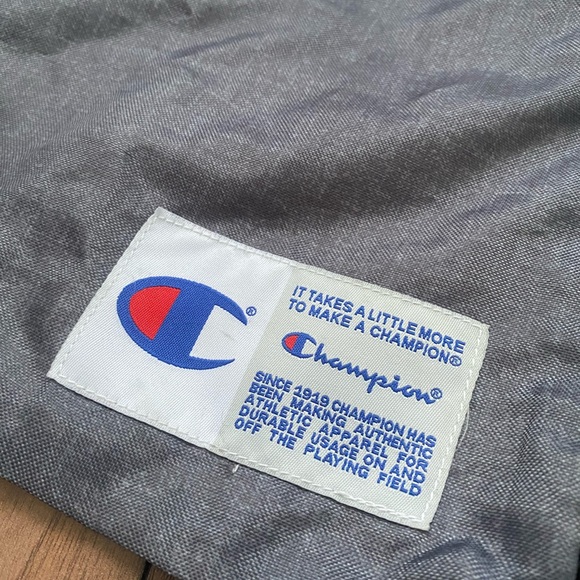 ®
IT TAKES A LITTLE MORE
TO MAKE A CHAMPION®
Champion®
SINCE 1919 CHAMPION HAS
BEEN MAKING AUTHENTIC
ATHLETIC APPAREL FOR
DURABLE USAGE ON AND
OFF THE PLAYING FIELD